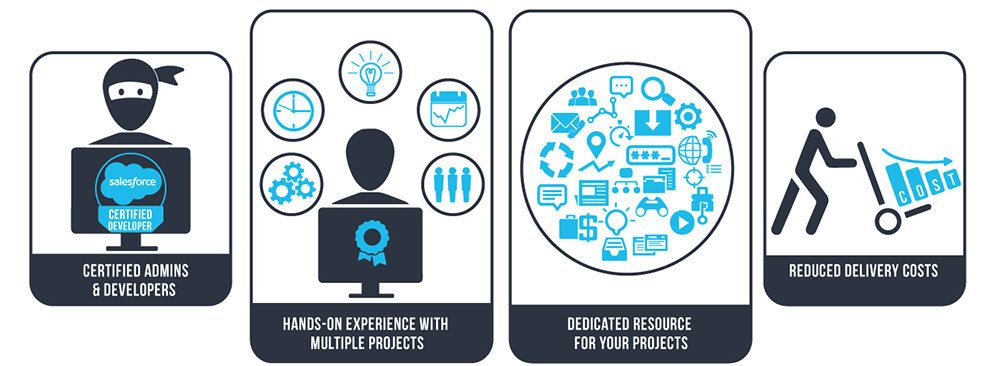 salesforce
CERTIFIED
DEVELOPER
CERTIFIED ADMINS
& DEVELOPERS
HANDS-ON EXPERIENCE WITH
MULTIPLE PROJECTS
***_
DEDICATED RESOURCE
FOR YOUR PROJECTS
$
COST
REDUCED DELIVERY COSTS